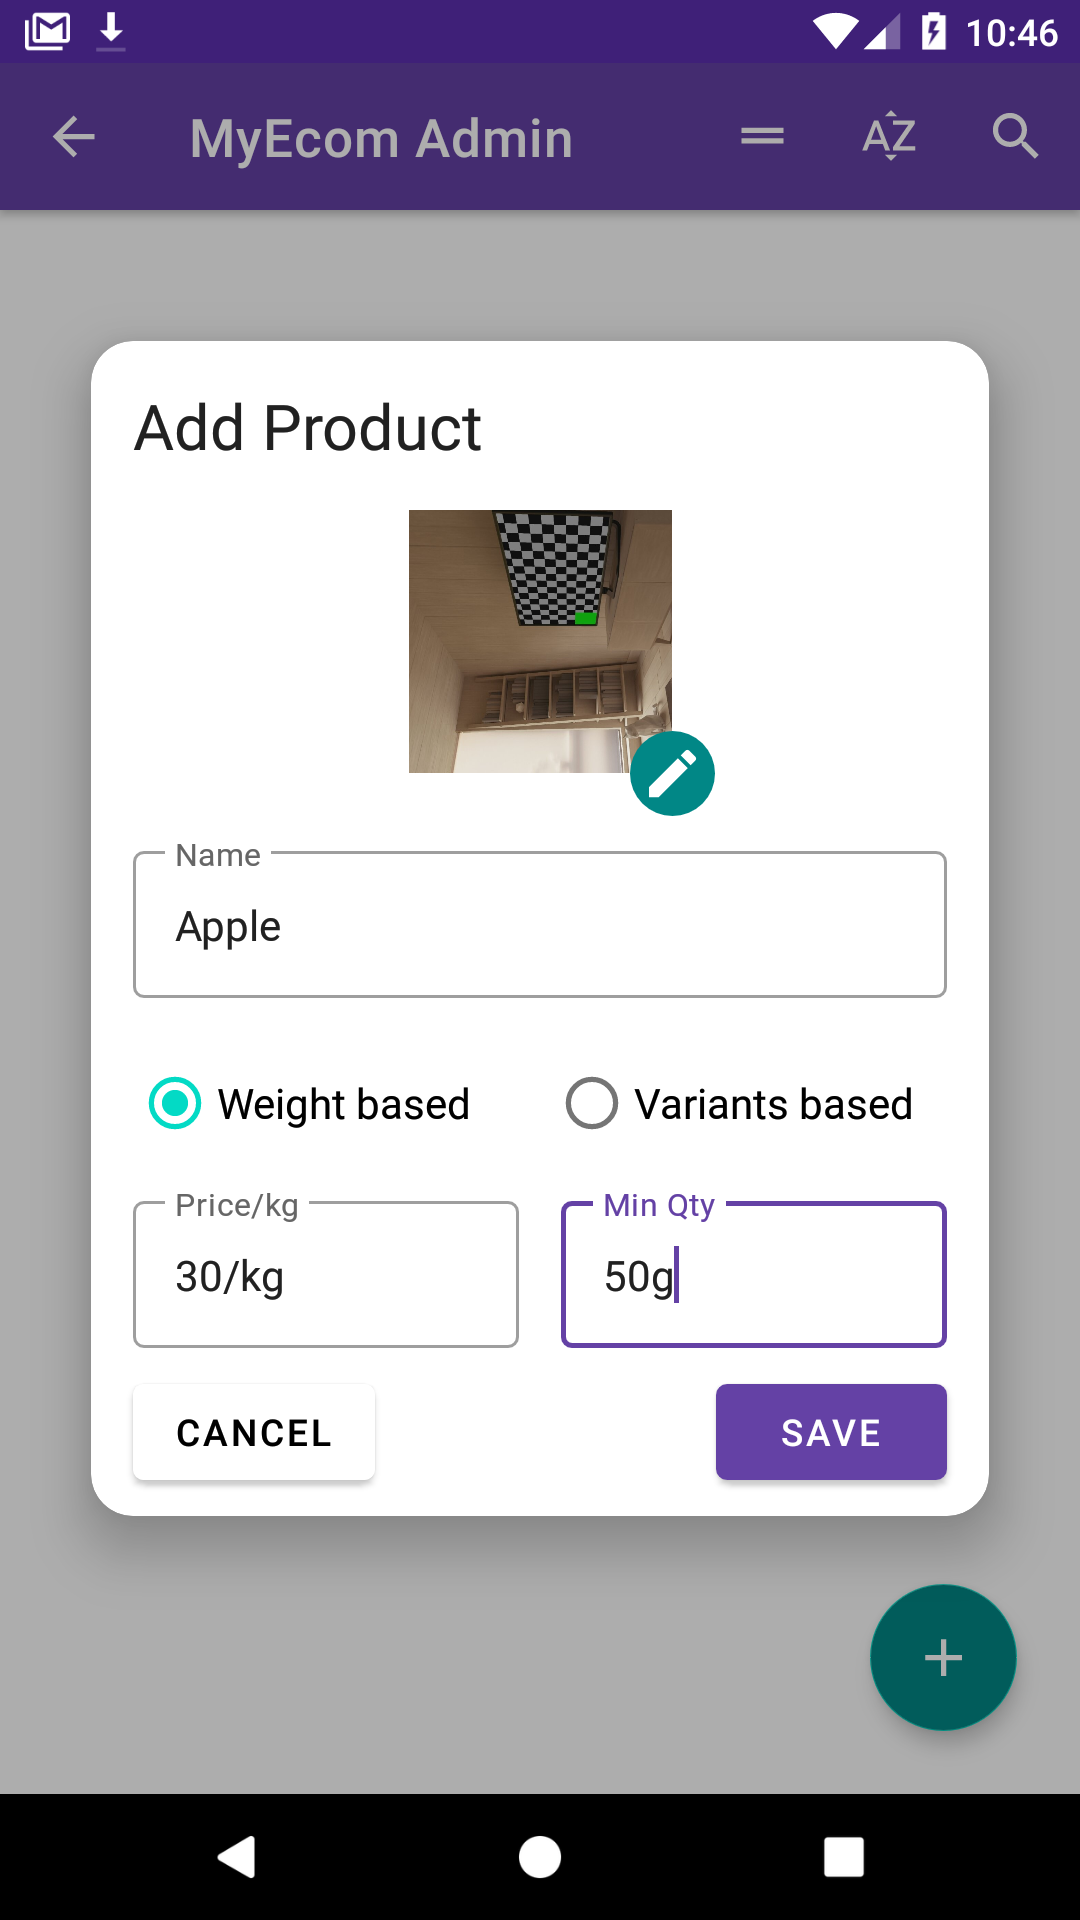 10:46
MyEcom Admin
AZ
Add Product
Name
Apple
Weight based
Variants based
Price/kg
Min Qty
30/kg
50g
CANCEL
SAVE